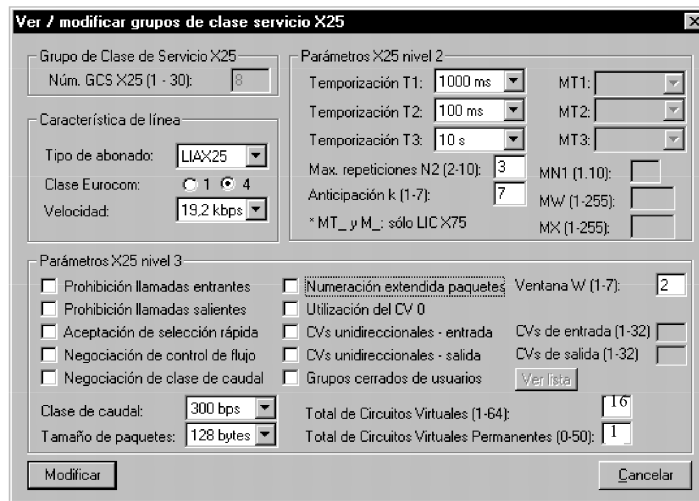 Ver / modificar grupos de clase servicio X25
Grupo de Clase de Servicio X25
Núm. GCS X25 (1 - 30): 8
Característica de línea
Tipo de abonado: LIAX25
Clase Eurocom: 1 4
Velocidad: 19,2 kbps
Parámetros X25 nivel 2
Temporización T1: 1000 ms MT1:
Temporización T2: 100 ms MT2:
Temporización T3: 10 s MT3:
Max. repeticiones N2 (2-10): 3 MN1 (1.10):
Anticipación k (1-7): 7 MW (1-255):
* MT_ y M_: sólo LIC X75 MX (1-255):
Parámetros X25 nivel 3
Prohibición llamadas entrantes Numeración extendida paquetes Ventana W (1-7): 2
Prohibición llamadas salientes Utilización del CV 0
Aceptación de selección rápida CVs unidireccionales - entrada CVs de entrada (1-32)
Negociación de control de flujo CVs unidireccionales - salida CVs de salida (1-32)
Negociación de clase de caudal Grupos cerrados de usuarios Ver lista
Clase de caudal: 300 bps Total de Circuitos Virtuales (1-64): 16
Tamaño de paquetes: 128 bytes Total de Circuitos Virtuales Permanentes (0-50): 1
Modificar Cancelar